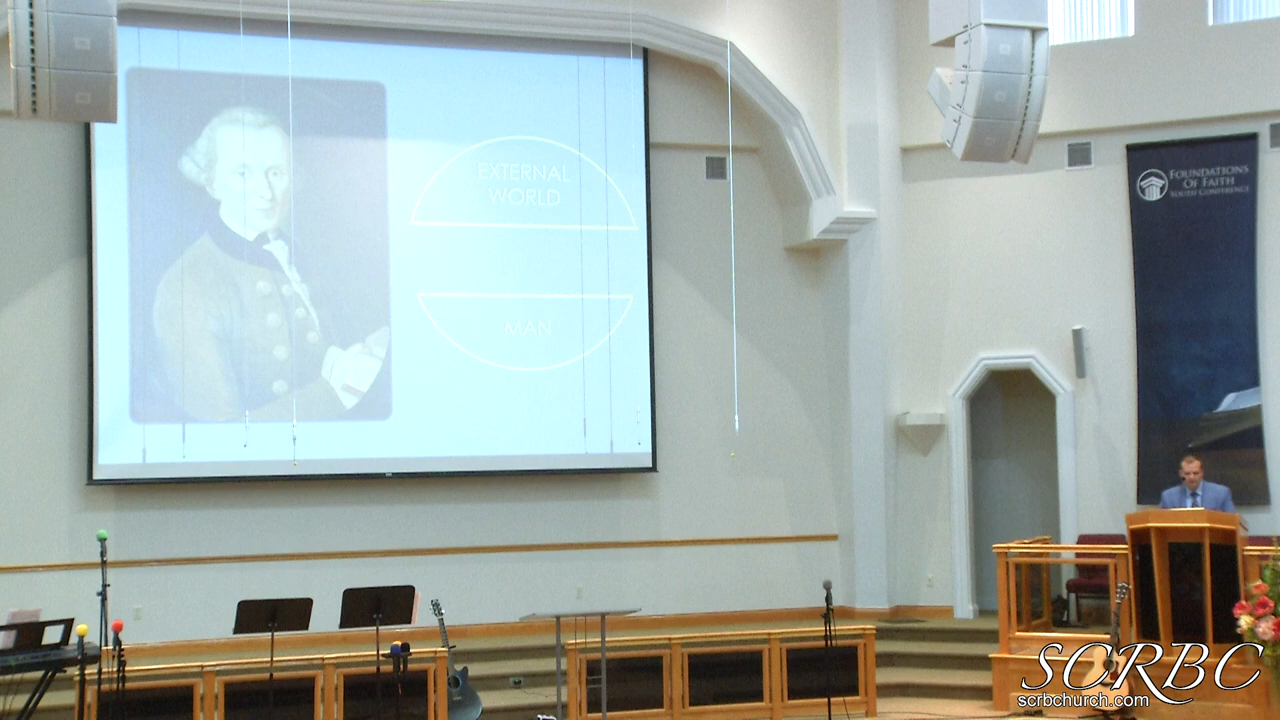 EXTERNAL
WORLD
MAN
FOUNDATIONS
OF FAITH
YOUTH CONFERENCE
SCRBC
scrbchurch.com